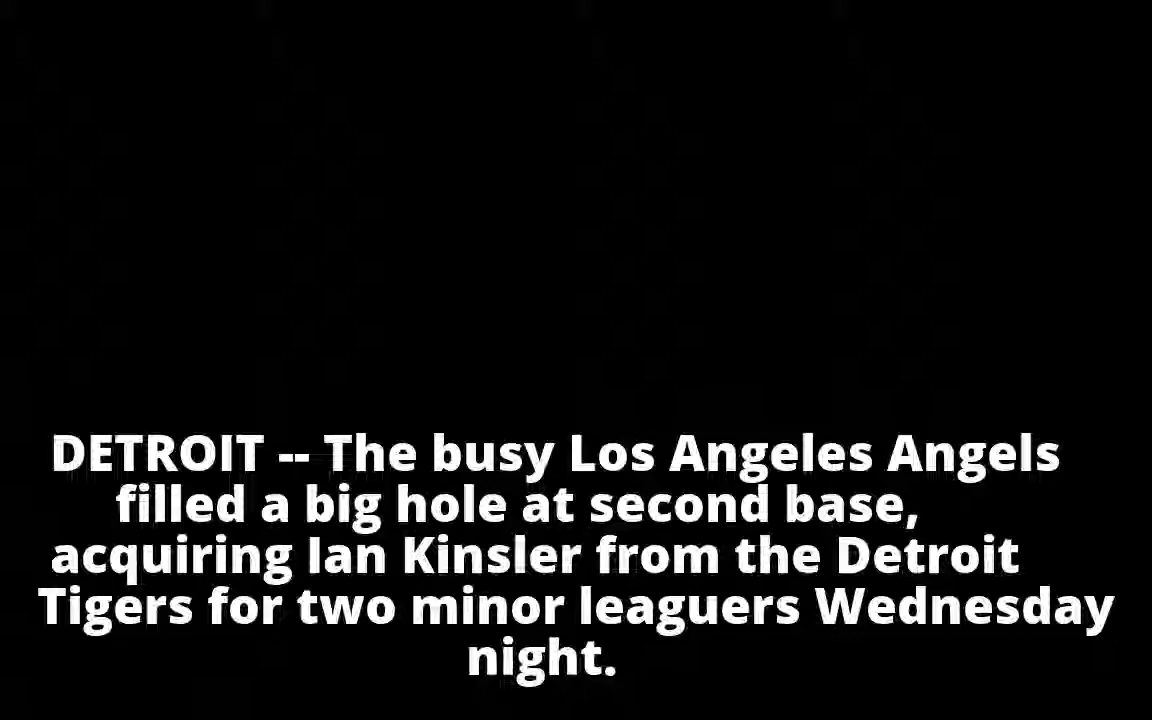 DETROIT -- The busy Los Angeles Angels
filled a big hole at second base,
acquiring Ian Kinsler from the Detroit
Tigers for two minor leaguers Wednesday
night.